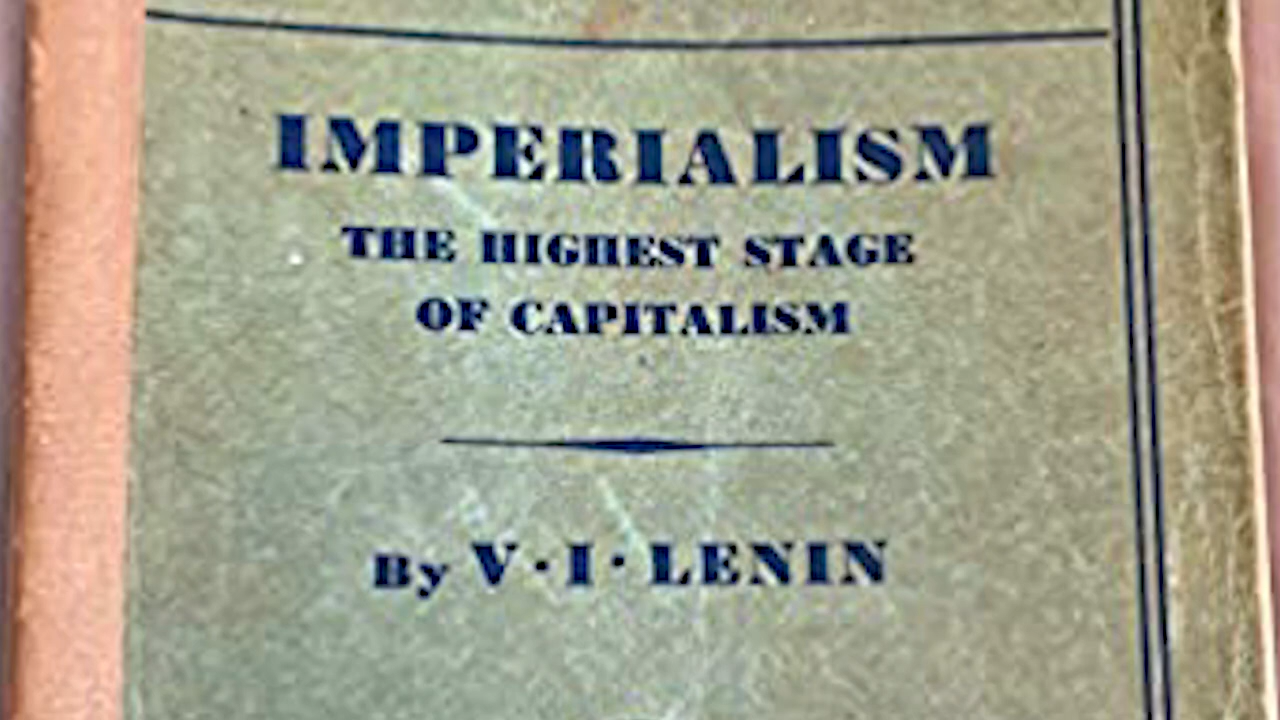 IMPERIALISM
THE HIGHEST STAGE
OF CAPITALISM
By V·I·LENIN